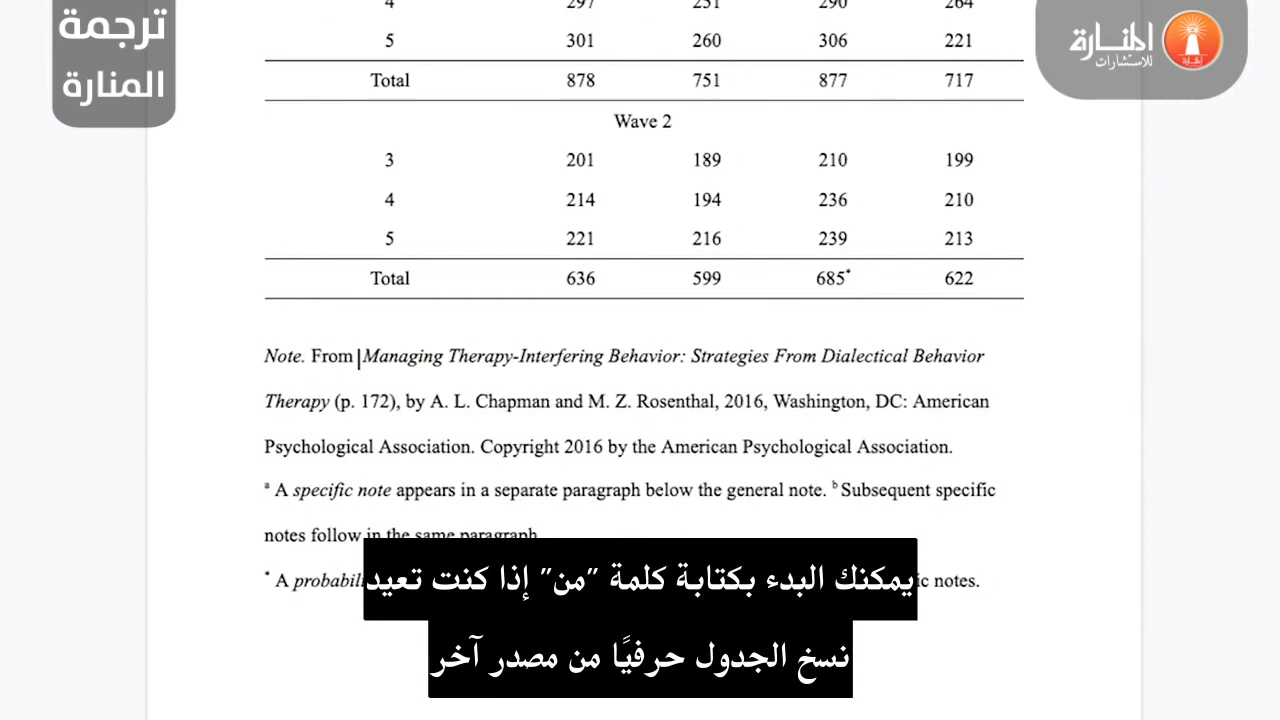 ترجمة
المنارة
المنارة
للاستشارات
4 297 251 290 264
5 301 260 306 221
Total 878 751 877 717
Wave 2
3 201 189 210 199
4 214 194 236 210
5 221 216 239 213
Total 636 599 685* 622
Note. From Managing Therapy-Interfering Behavior: Strategies From Dialectical Behavior
Therapy (p. 172), by A. L. Chapman and M. Z. Rosenthal, 2016, Washington, DC: American
Psychological Association. Copyright 2016 by the American Psychological Association.
ᵃ A specific note appears in a separate paragraph below the general note. ᵇ Subsequent specific
notes follow in the same paragraph.
* A notes.
يمكنك البدء بكتابة كلمة "من" إذا كنت تعيد
نسخ الجدول حرفيًا من مصدر آخر